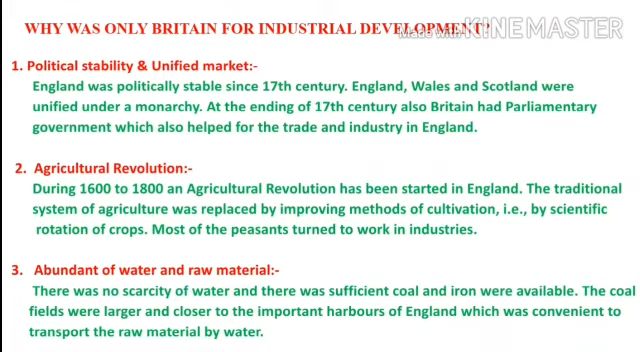 WHY WAS ONLY BRITAIN FOR INDUSTRIAL DEVELOPMENT?
Made with KINEMASTER
1. Political stability & Unified market:-
England was politically stable since 17th century. England, Wales and Scotland were
unified under a monarchy. At the ending of 17th century also Britain had Parliamentary
government which also helped for the trade and industry in England.
2. Agricultural Revolution:-
During 1600 to 1800 an Agricultural Revolution has been started in England. The traditional
system of agriculture was replaced by improving methods of cultivation, i.e., by scientific
rotation of crops. Most of the peasants turned to work in industries.
3. Abundant of water and raw material:-
There was no scarcity of water and there was sufficient coal and iron were available. The coal
fields were larger and closer to the important harbours of England which was convenient to
transport the raw material by water.